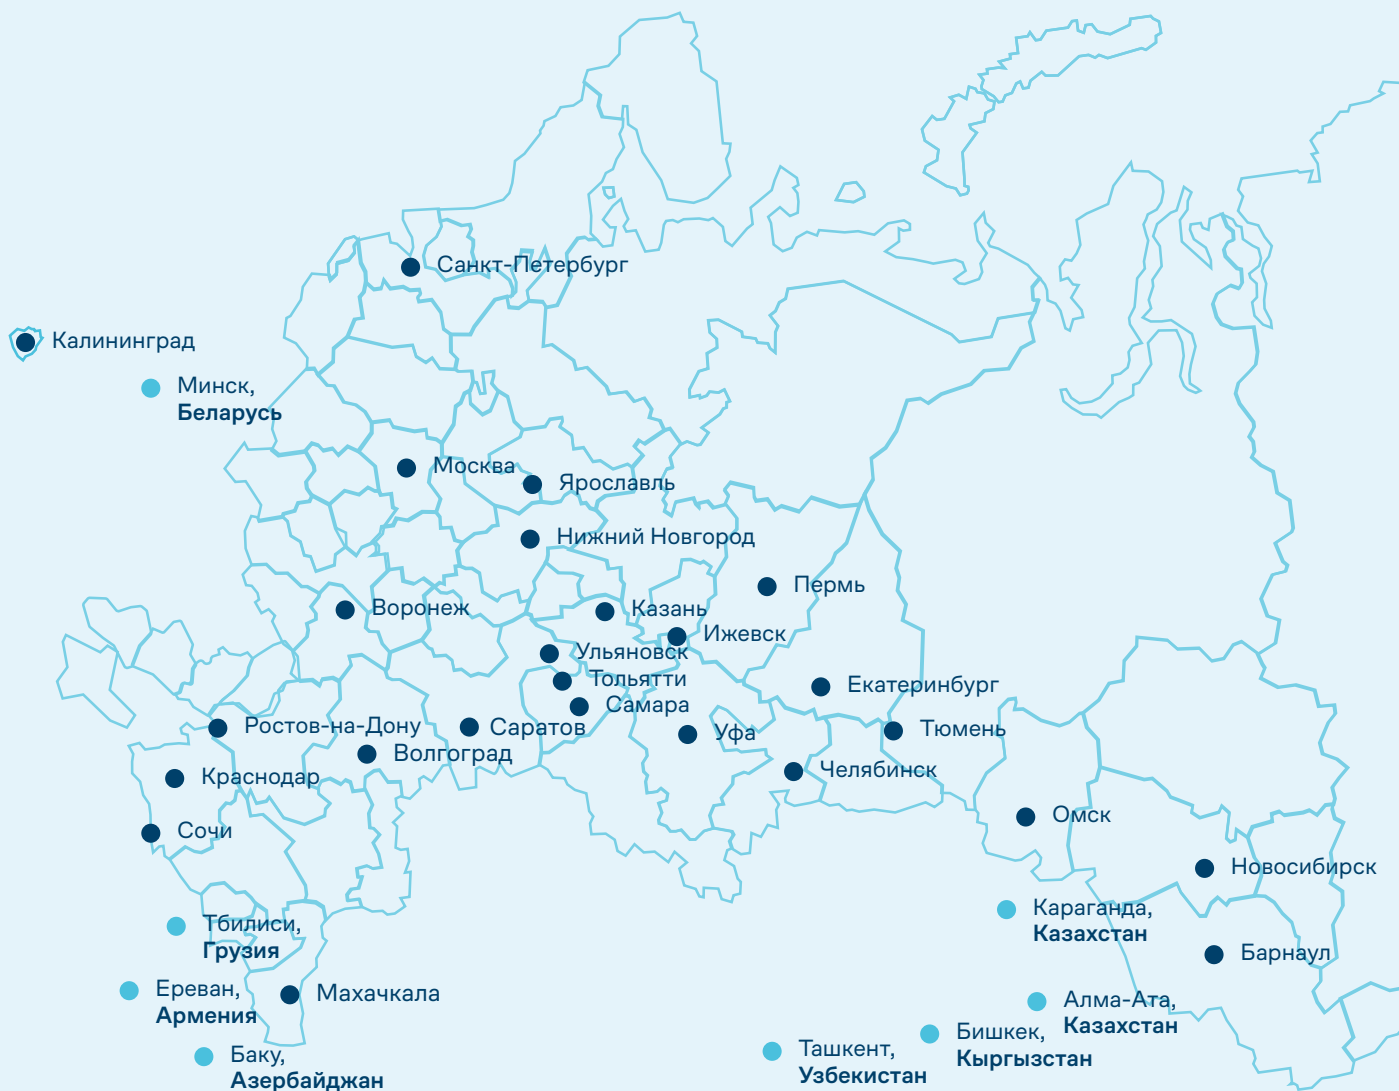 Санкт-Петербург
Калининград
Минск,
Беларусь
Москва
Ярославль
Нижний Новгород
Пермь
Воронеж
Казань
Ижевск
Ульяновск
Тольятти
Екатеринбург
Самара
Ростов-на-Дону
Саратов
Уфа
Тюмень
Волгоград
Челябинск
Краснодар
Омск
Сочи
Новосибирск
Караганда,
Казахстан
Тбилиси,
Грузия
Барнаул
Ереван,
Армения
Махачкала
Алма-Ата,
Казахстан
Бишкек,
Кыргызстан
Ташкент,
Узбекистан
Баку,
Азербайджан